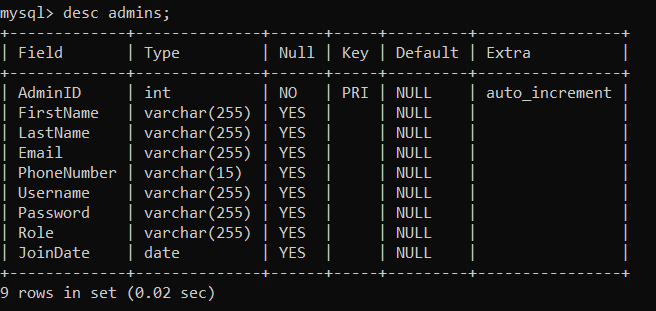 mysql> desc admins;
+-------------+--------------+------+-----+---------+----------------+
| Field       | Type         | Null | Key | Default | Extra          |
+-------------+--------------+------+-----+---------+----------------+
| AdminID     | int          | NO   | PRI | NULL    | auto_increment |
| FirstName   | varchar(255) | YES  |     | NULL    |                |
| LastName    | varchar(255) | YES  |     | NULL    |                |
| Email       | varchar(255) | YES  |     | NULL    |                |
| PhoneNumber | varchar(15)  | YES  |     | NULL    |                |
| Username    | varchar(255) | YES  |     | NULL    |                |
| Password    | varchar(255) | YES  |     | NULL    |                |
| Role        | varchar(255) | YES  |     | NULL    |                |
| JoinDate    | date         | YES  |     | NULL    |                |
+-------------+--------------+------+-----+---------+----------------+
9 rows in set (0.02 sec)